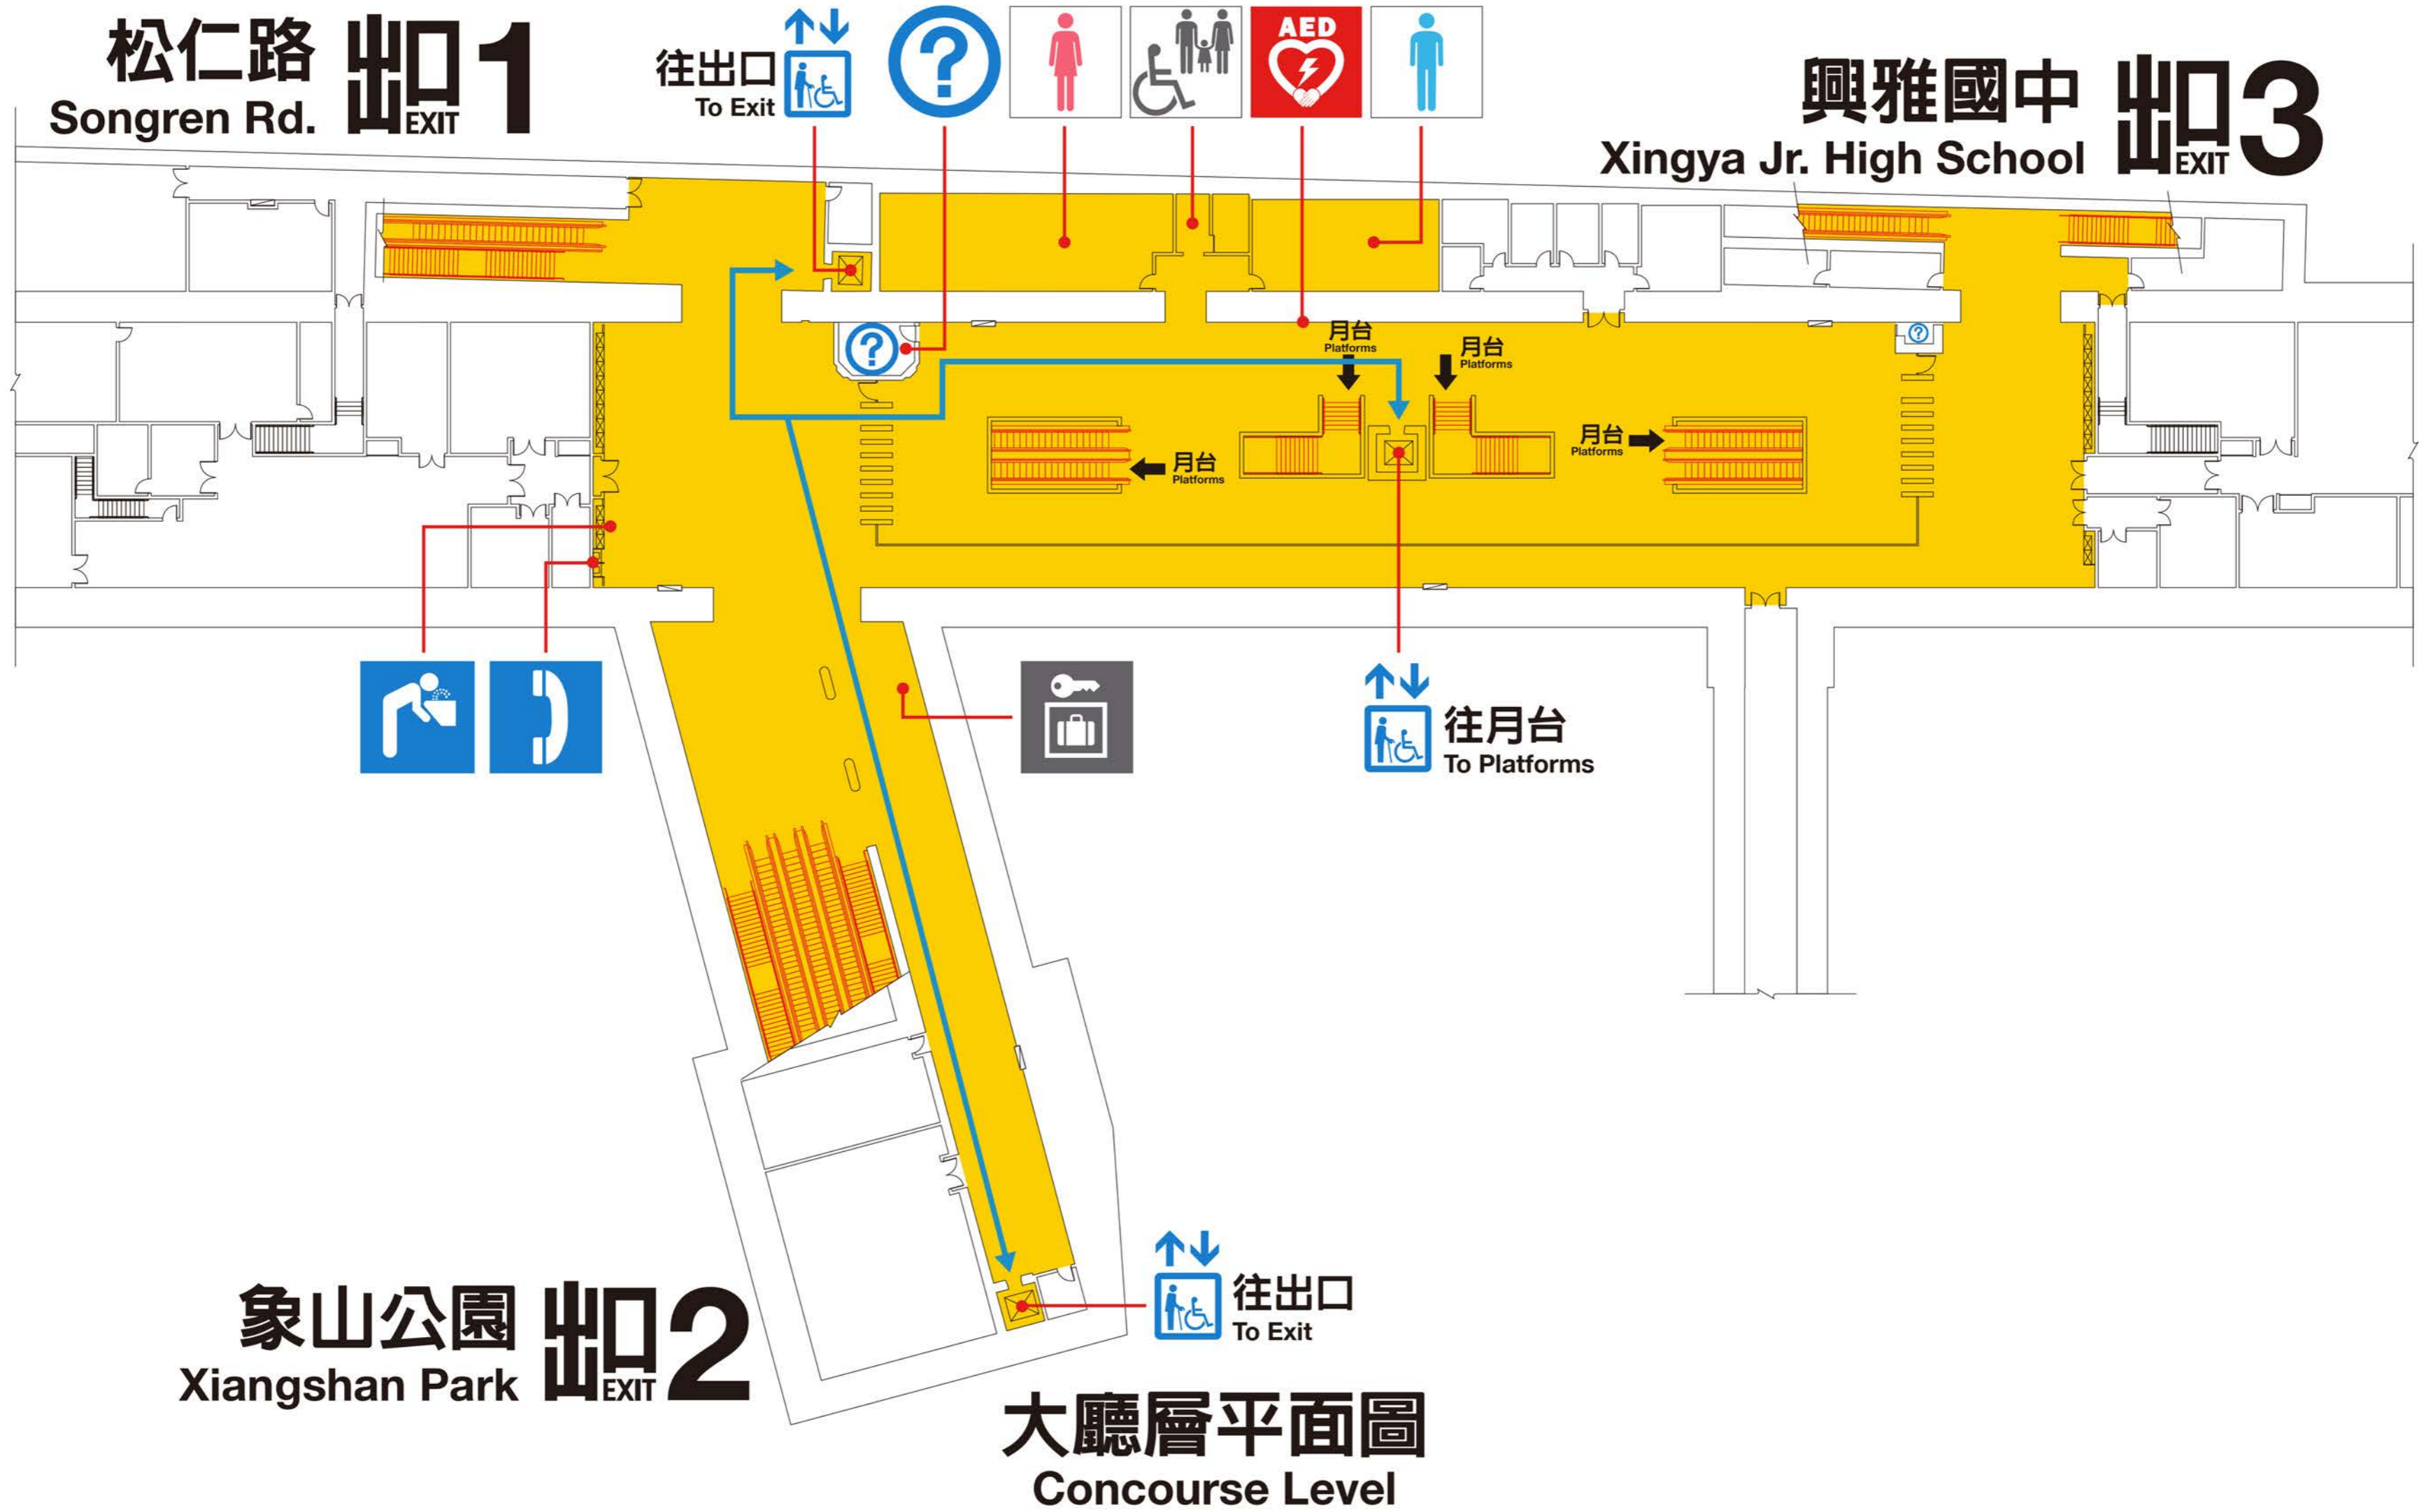 松仁路
Songren Rd.
出口
EXIT
1
往出口
To Exit
AED
興雅國中
Xingya Jr. High School
出口
EXIT
3
?
?
?
月台
Platforms
月台
Platforms
月台
Platforms
月台
Platforms
往月台
To Platforms
往出口
To Exit
象山公園
Xiangshan Park
出口
EXIT
2
大廳層平面圖
Concourse Level